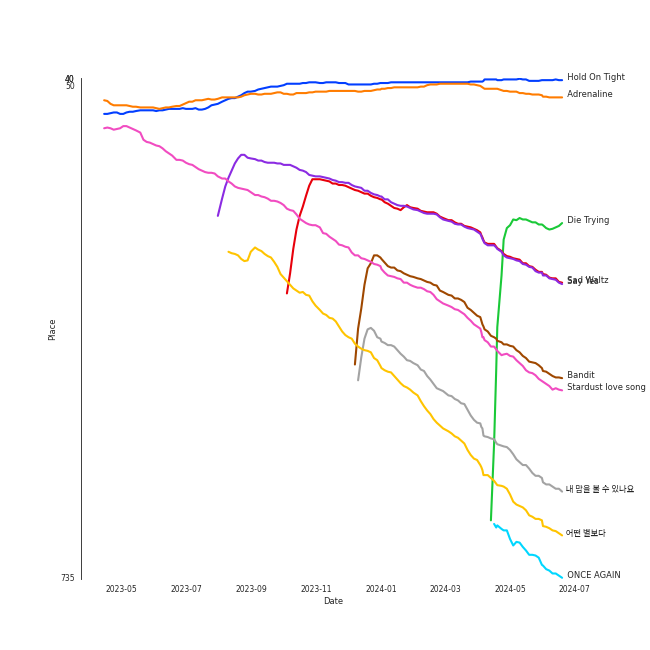 40
50
Hold On Tight
Adrenaline
Die Trying
Sad Waltz
Say Yes
Place
Bandit
Stardust love song
내 맘을 볼 수 있나요
어떤 별보다
735
ONCE AGAIN
2023-05 2023-07 2023-09 2023-11 2024-01 2024-03 2024-05 2024-07
Date